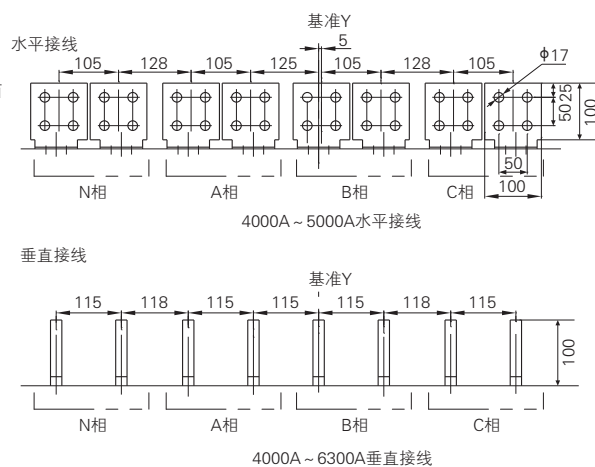 基准Y
水平接线
5
105 128 105 125 105 128 105
ϕ17
25
50
100
50
100
N相 A相 B相 C相
4000A~5000A水平接线
垂直接线
基准Y
115 118 115 115 115 118 115
100
N相 A相 B相 C相
4000A~6300A垂直接线